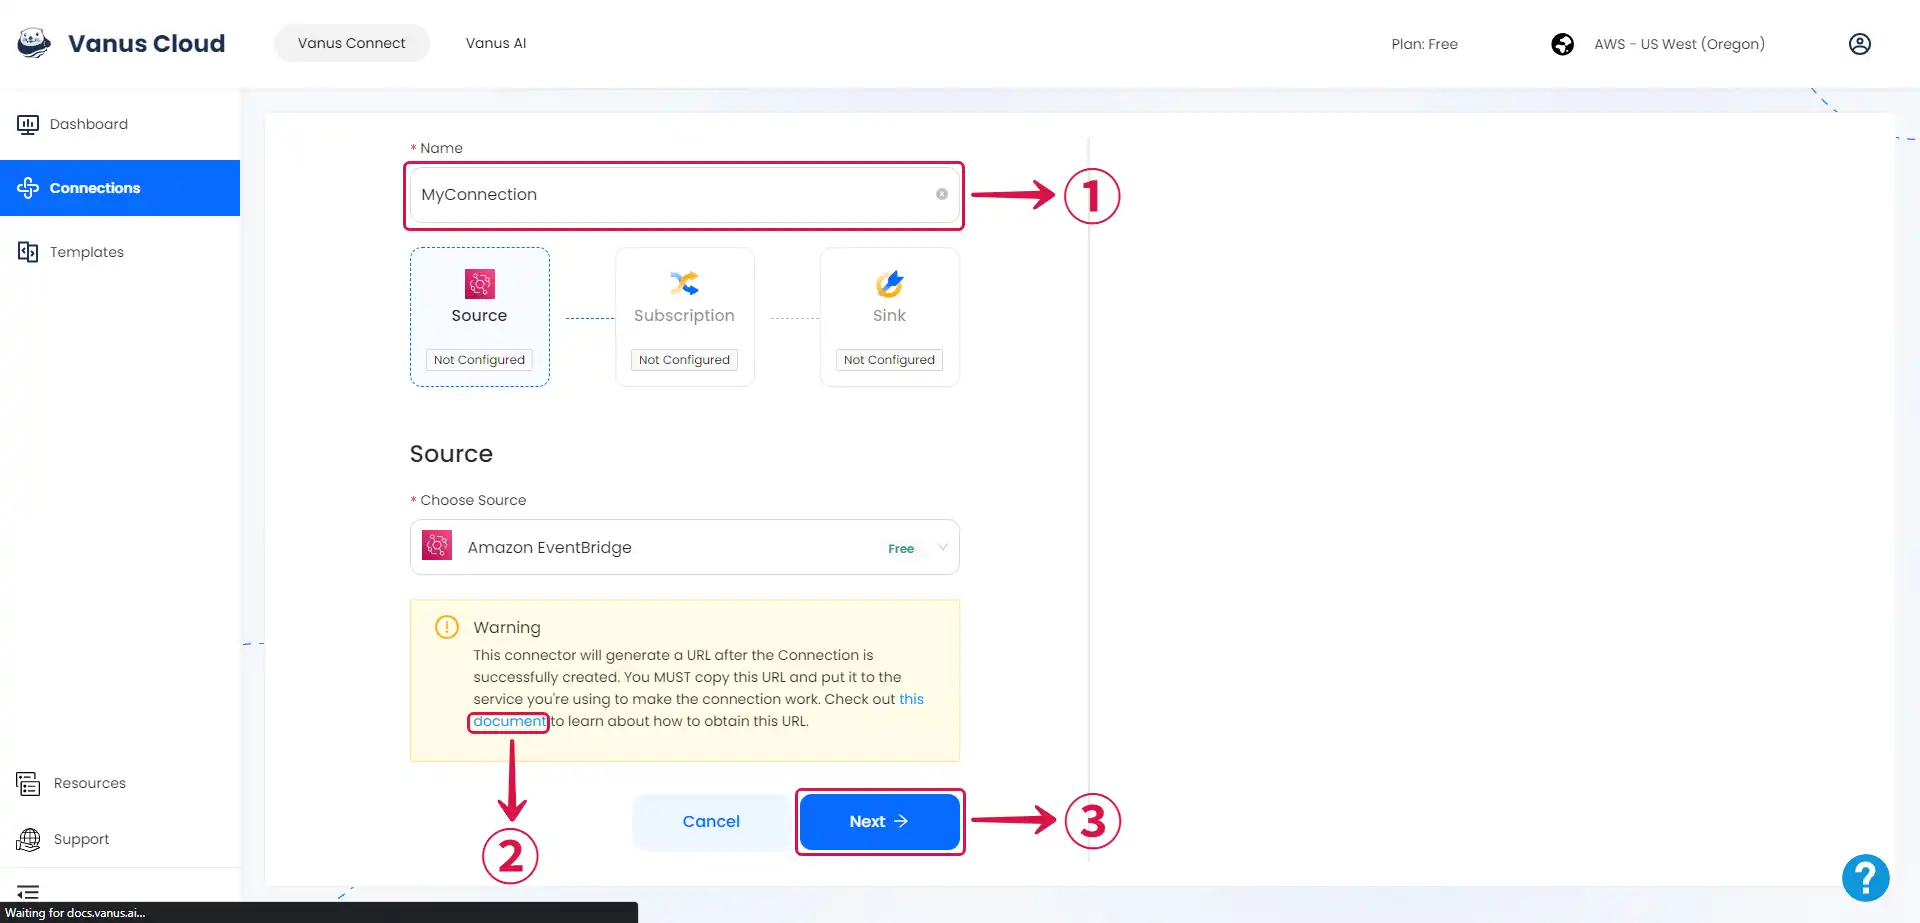 Vanus Cloud
Vanus Connect
Vanus AI
Plan: Free
AWS - US West (Oregon)
Dashboard
Connections
Templates
Resources
Support
* Name
MyConnection
1
Source
Not Configured
Subscription
Not Configured
Sink
Not Configured
Source
* Choose Source
Amazon EventBridge
Free
Warning
This connector will generate a URL after the Connection is
successfully created. You MUST copy this URL and put it to the
service you're using to make the connection work. Check out this
document to learn about how to obtain this URL.
2
Cancel
Next →
3
?
Waiting for docs.vanus.ai...